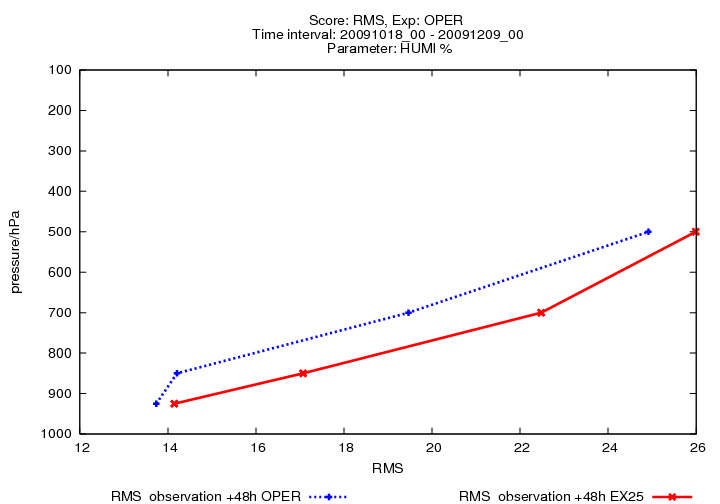 Score: RMS, Exp: OPER
Time interval: 20091018_00 - 20091209_00
Parameter: HUMI %
100
200
300
400
500
600
700
800
900
1000
pressure/hPa
12 14 16 18 20 22 24 26
RMS
RMS observation +48h OPER
RMS observation +48h EX25